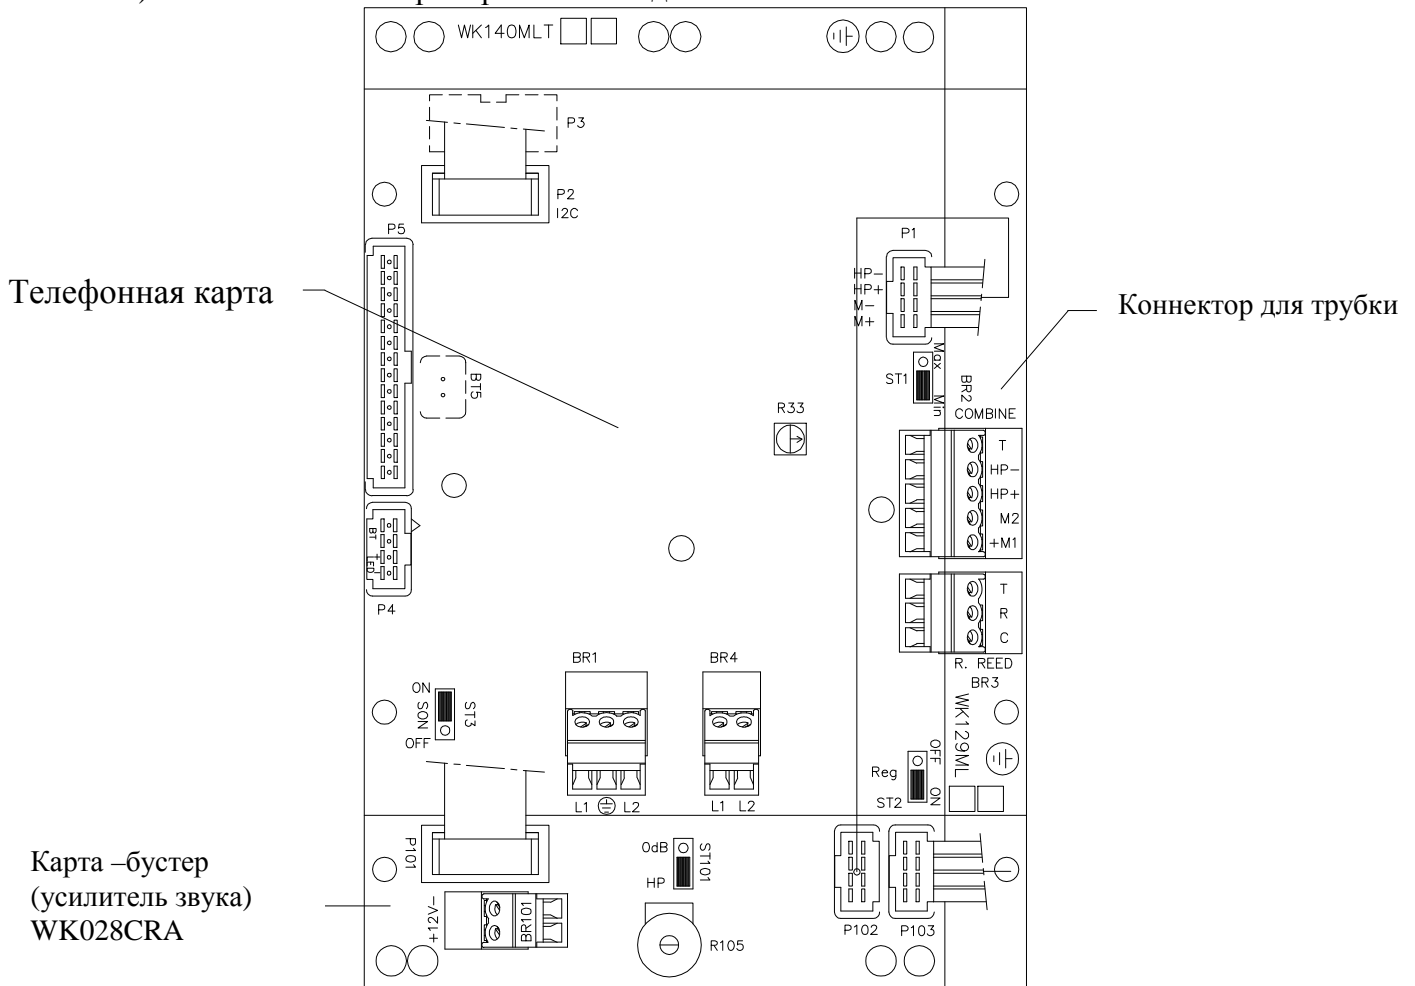 WK140MLT
P3
P2
I2C
P5
P1
HP-
HP+
M-
M+
Телефонная карта
Коннектор для трубки
Max
ST1
Min
BR2
COMBINE
BT5
R33
T
HP-
HP+
M2
+M1
BT
+
LED
P4
T
R
C
R. REED
BR3
BR1
BR4
ON
SON
OFF
ST3
WK129ML
OFF
Reg
ON
ST2
L1
L2
L1 L2
P101
0dB
HP
ST101
Карта –бустер
(усилитель звука)
WK028CRA
+12V-
BR101
R105
P102
P103